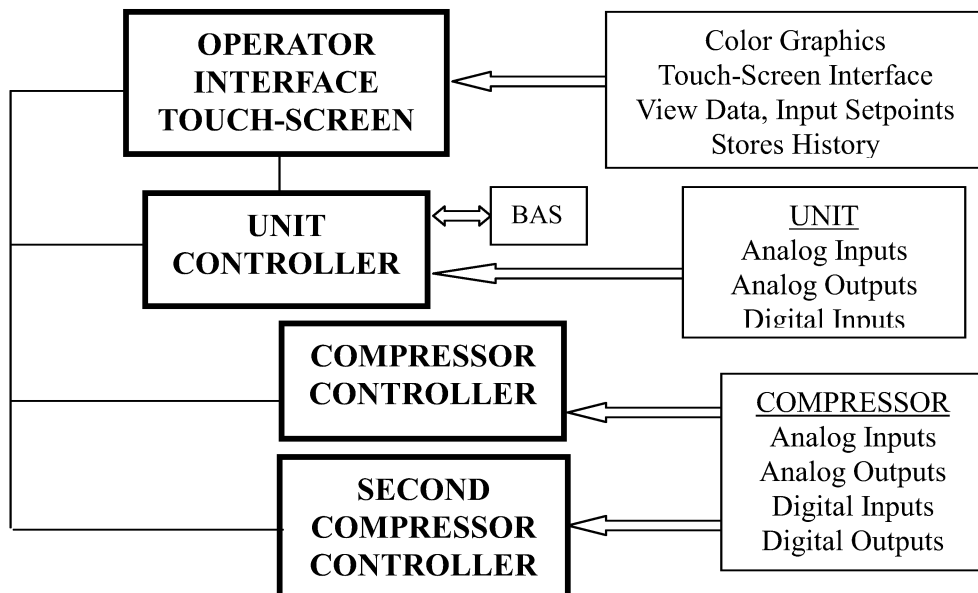 OPERATOR
INTERFACE
TOUCH-SCREEN
Color Graphics
Touch-Screen Interface
View Data, Input Setpoints
Stores History
UNIT
CONTROLLER
BAS
UNIT
Analog Inputs
Analog Outputs
Digital Inputs
COMPRESSOR
CONTROLLER
COMPRESSOR
Analog Inputs
Analog Outputs
Digital Inputs
Digital Outputs
SECOND
COMPRESSOR
CONTROLLER